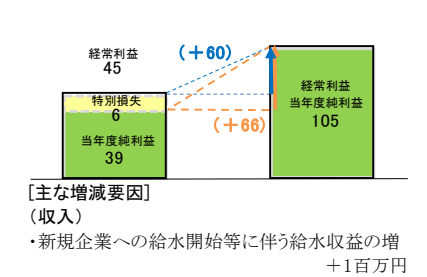 経常利益
45
(+60)
特別損失
6
当年度純利益
39
(+66)
経常利益
当年度純利益
105
[主な増減要因]
(収入)
・新規企業への給水開始等に伴う給水収益の増
+1百万円